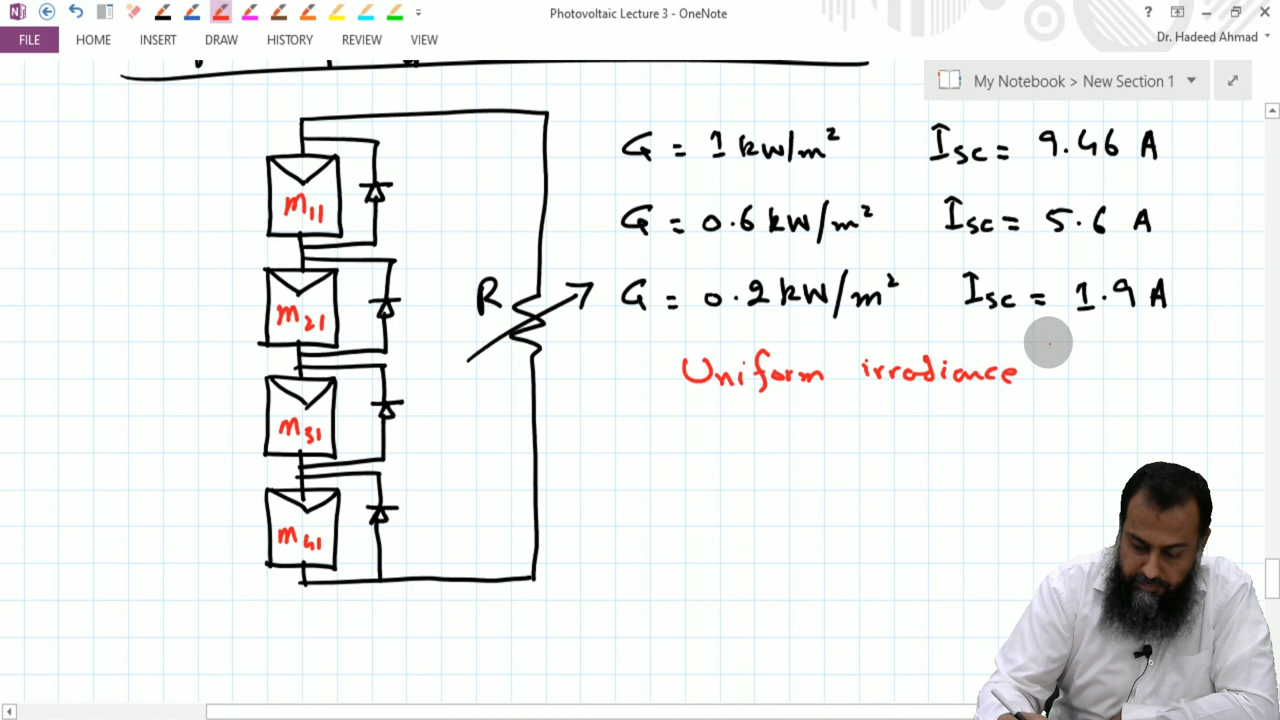 Photovoltaic Lecture 3 - OneNote
?
Dr. Hadeed Ahmad
FILE HOME INSERT DRAW HISTORY REVIEW VIEW
My Notebook > New Section 1
G = 1 kW/m² Isc = 9.46 A
G = 0.6 kW/m² Isc = 5.6 A
G = 0.2 kW/m² Isc = 1.9 A
Uniform irradiance
R
m11
m21
m31
m41